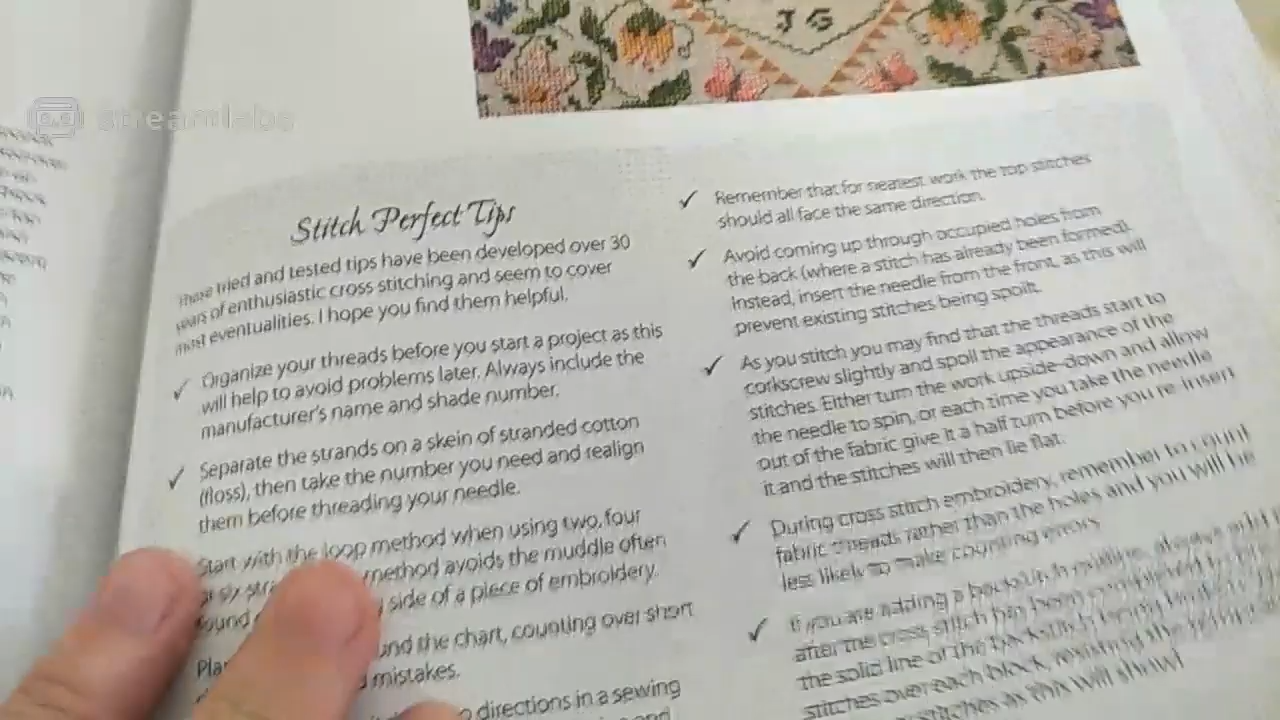 streamlabs
JG
Stitch Perfect Tips
These tried and tested tips have been developed over 30
years of enthusiastic cross stitching and seem to cover
most eventualities. I hope you find them helpful.
✓ Organize your threads before you start a project as this
will help to avoid problems later. Always include the
manufacturer's name and shade number.
✓ Separate the strands on a skein of stranded cotton
(floss), then take the number you need and realign
them before threading your needle.
Start with the loop method when using two, four
method avoids the muddle often
side of a piece of embroidery.
the chart, counting over short
mistakes.
directions in a sewing
✓ Remember that for neatest work the top stitches
should all face the same direction.
✓ Avoid coming up through occupied holes from
the back (where a stitch has already been formed).
Instead, insert the needle from the front, as this will
prevent existing stitches being spoilt.
✓ As you stitch you may find that the threads start to
corkscrew slightly and spoil the appearance of the
stitches. Either turn the work upside-down and allow
the needle to spin, or each time you take the needle
out of the fabric give it a half turn before you re-insert
it and the stitches will then lie flat.
✓ During cross stitch embroidery, remember to count
fabric threads rather than the holes and you will be
less likely to make counting errors.
✓ If you are adding a backstitch outline, always add it
after the cross stitch has been completed to
the solid line of the backstitch
stitches over each block, resisting the
stitches as this will show!